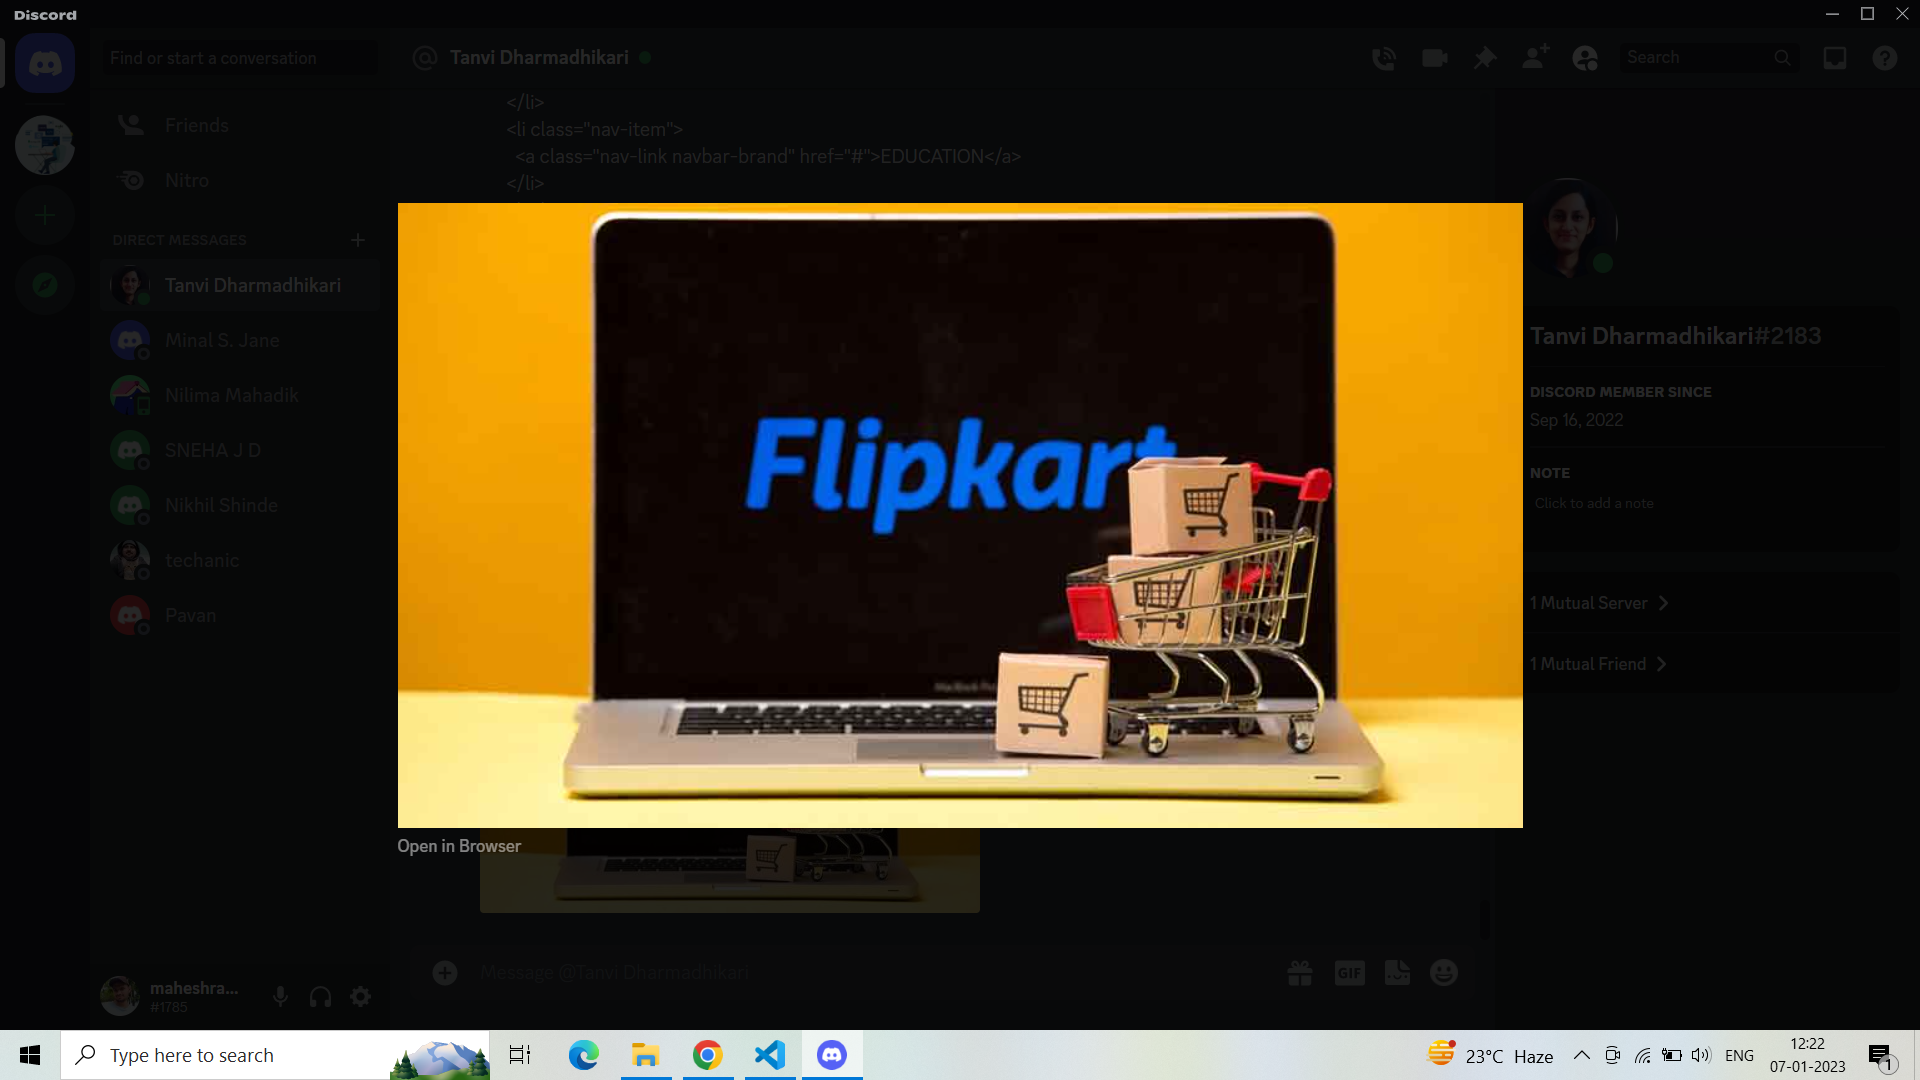 Discord
Find or start a conversation
Tanvi Dharmadhikari
Search
Friends
Nitro
DIRECT MESSAGES
Tanvi Dharmadhikari
Minal S. Jane
Nilima Mahadik
SNEHA J D
Nikhil Shinde
techanic
Pavan
maheshra...
#1785
</li>
<li class="nav-item">
<a class="nav-link navbar-brand" href="#">EDUCATION</a>
</li>
Flipkart
Open in Browser
Message @Tanvi Dharmadhikari
GIF
Tanvi Dharmadhikari#2183
DISCORD MEMBER SINCE
Sep 16, 2022
NOTE
Click to add a note
1 Mutual Server
1 Mutual Friend
Type here to search
23°C Haze
ENG
12:22
07-01-2023
1